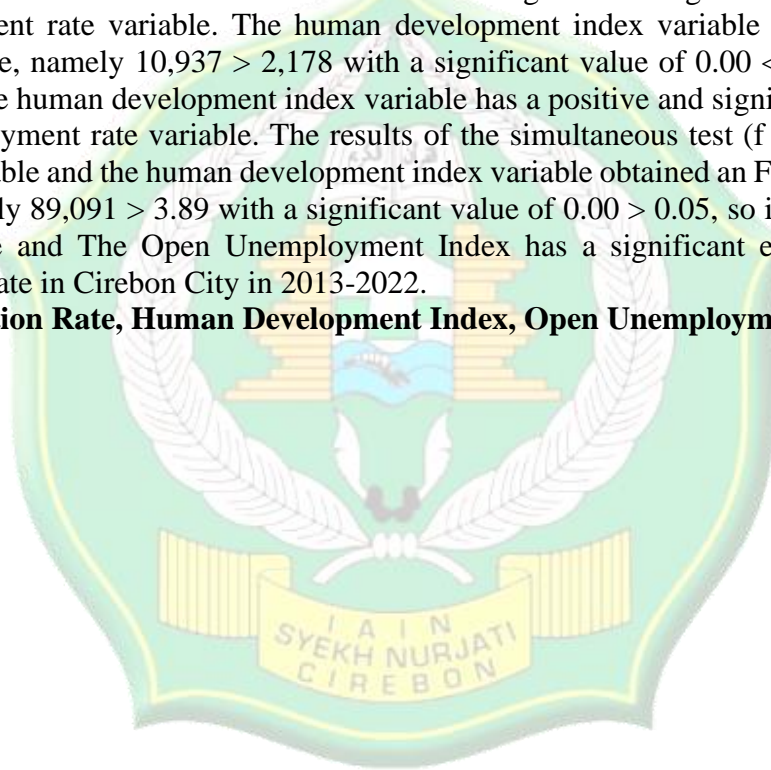 ent rate variable. The human development index variable
e, namely 10,937 > 2,178 with a significant value of 0.00 <
e human development index variable has a positive and signi
oyment rate variable. The results of the simultaneous test (f
able and the human development index variable obtained an F
ly 89,091 > 3.89 with a significant value of 0.00 > 0.05, so i
e and The Open Unemployment Index has a significant e
ate in Cirebon City in 2013-2022.
tion Rate, Human Development Index, Open Unemploym
I A I N
SYEKH NURJATI
CIREBON